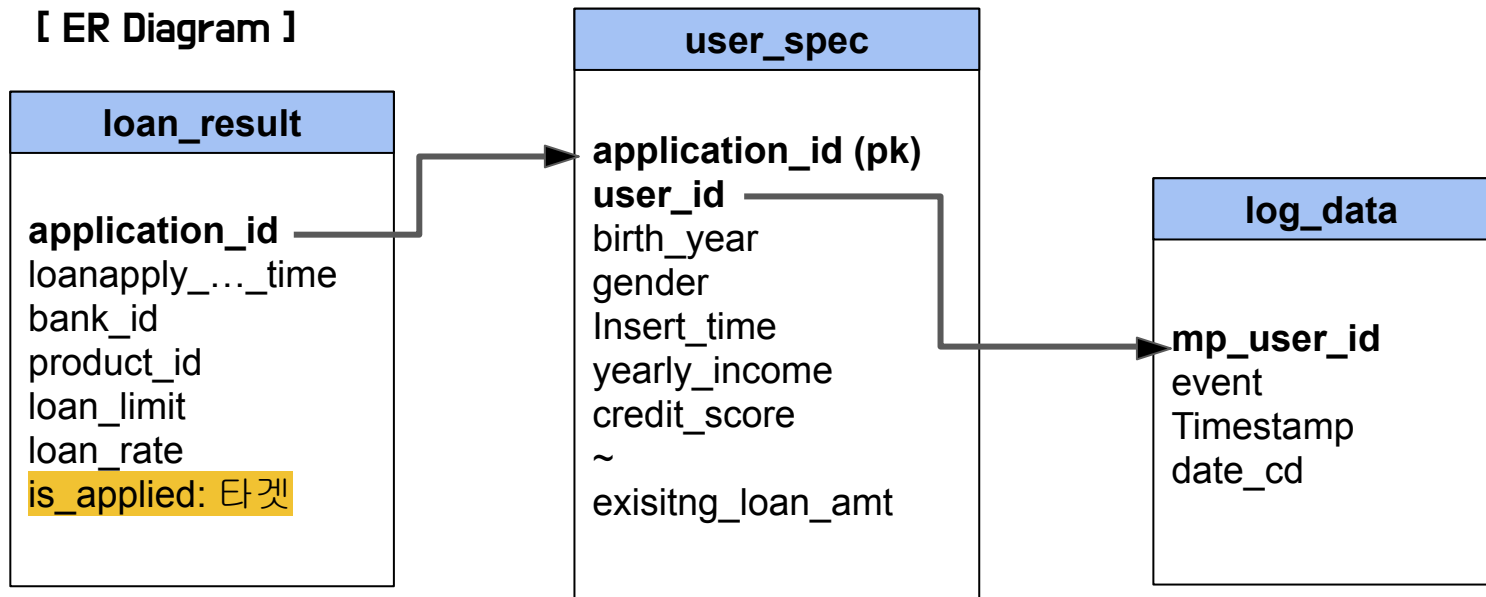 [ ER Diagram ]
loan_result
application_id
loanapply_…_time
bank_id
product_id
loan_limit
loan_rate
is_applied: 타겟
user_spec
application_id (pk)
user_id
birth_year
gender
Insert_time
yearly_income
credit_score
~
exisitng_loan_amt
log_data
mp_user_id
event
Timestamp
date_cd